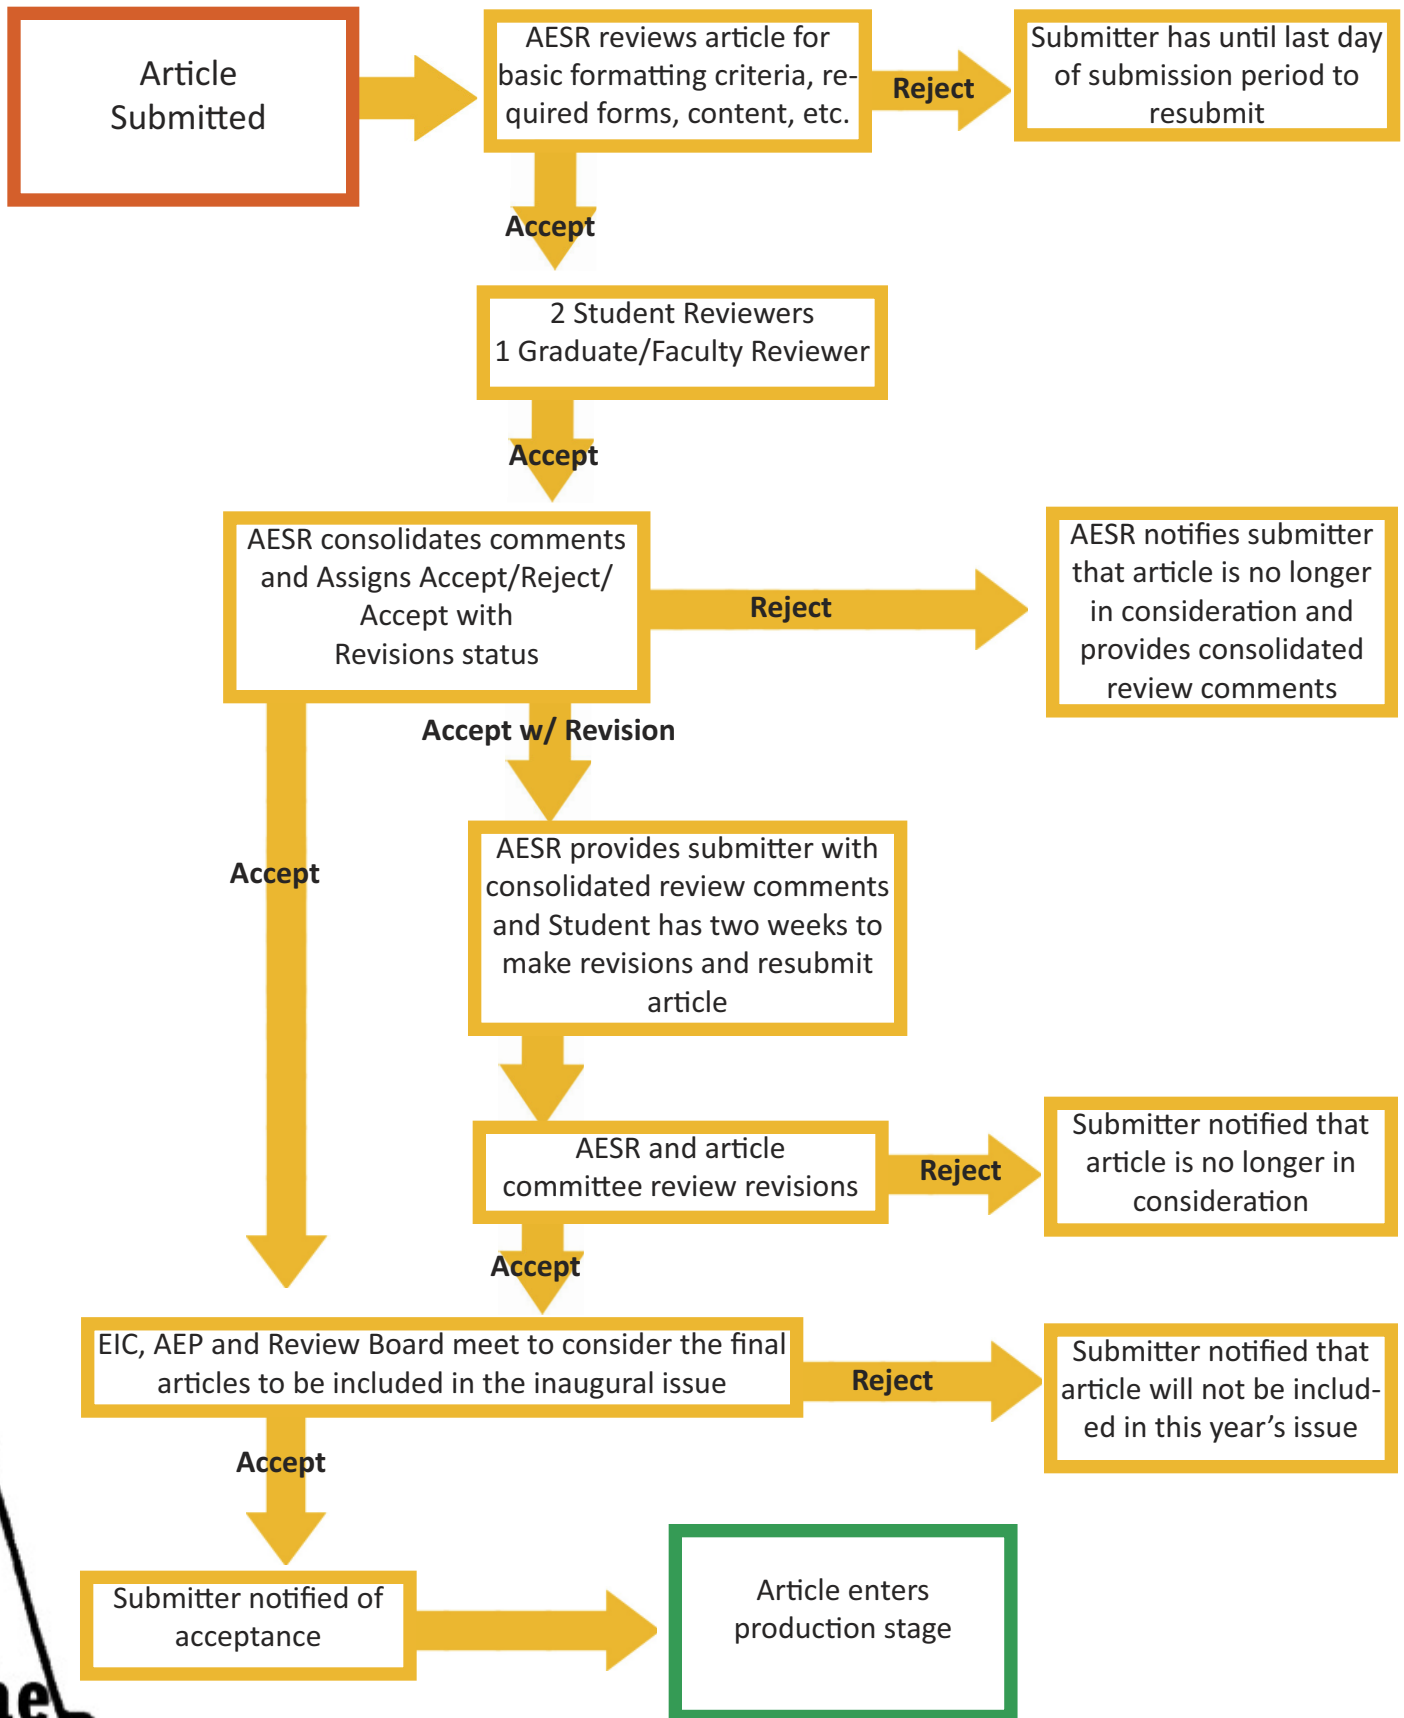 Article
Submitted
AESR reviews article for
basic formatting criteria, re-
quired forms, content, etc.
Reject
Submitter has until last day
of submission period to
resubmit
Accept
2 Student Reviewers
1 Graduate/Faculty Reviewer
Accept
AESR consolidates comments
and Assigns Accept/Reject/
Accept with
Revisions status
Reject
AESR notifies submitter
that article is no longer
in consideration and
provides consolidated
review comments
Accept w/ Revision
Accept
AESR provides submitter with
consolidated review comments
and Student has two weeks to
make revisions and resubmit
article
AESR and article
committee review revisions
Reject
Submitter notified that
article is no longer in
consideration
Accept
EIC, AEP and Review Board meet to consider the final
articles to be included in the inaugural issue
Reject
Submitter notified that
article will not be includ-
ed in this year's issue
Accept
Submitter notified of
acceptance
Article enters
production stage